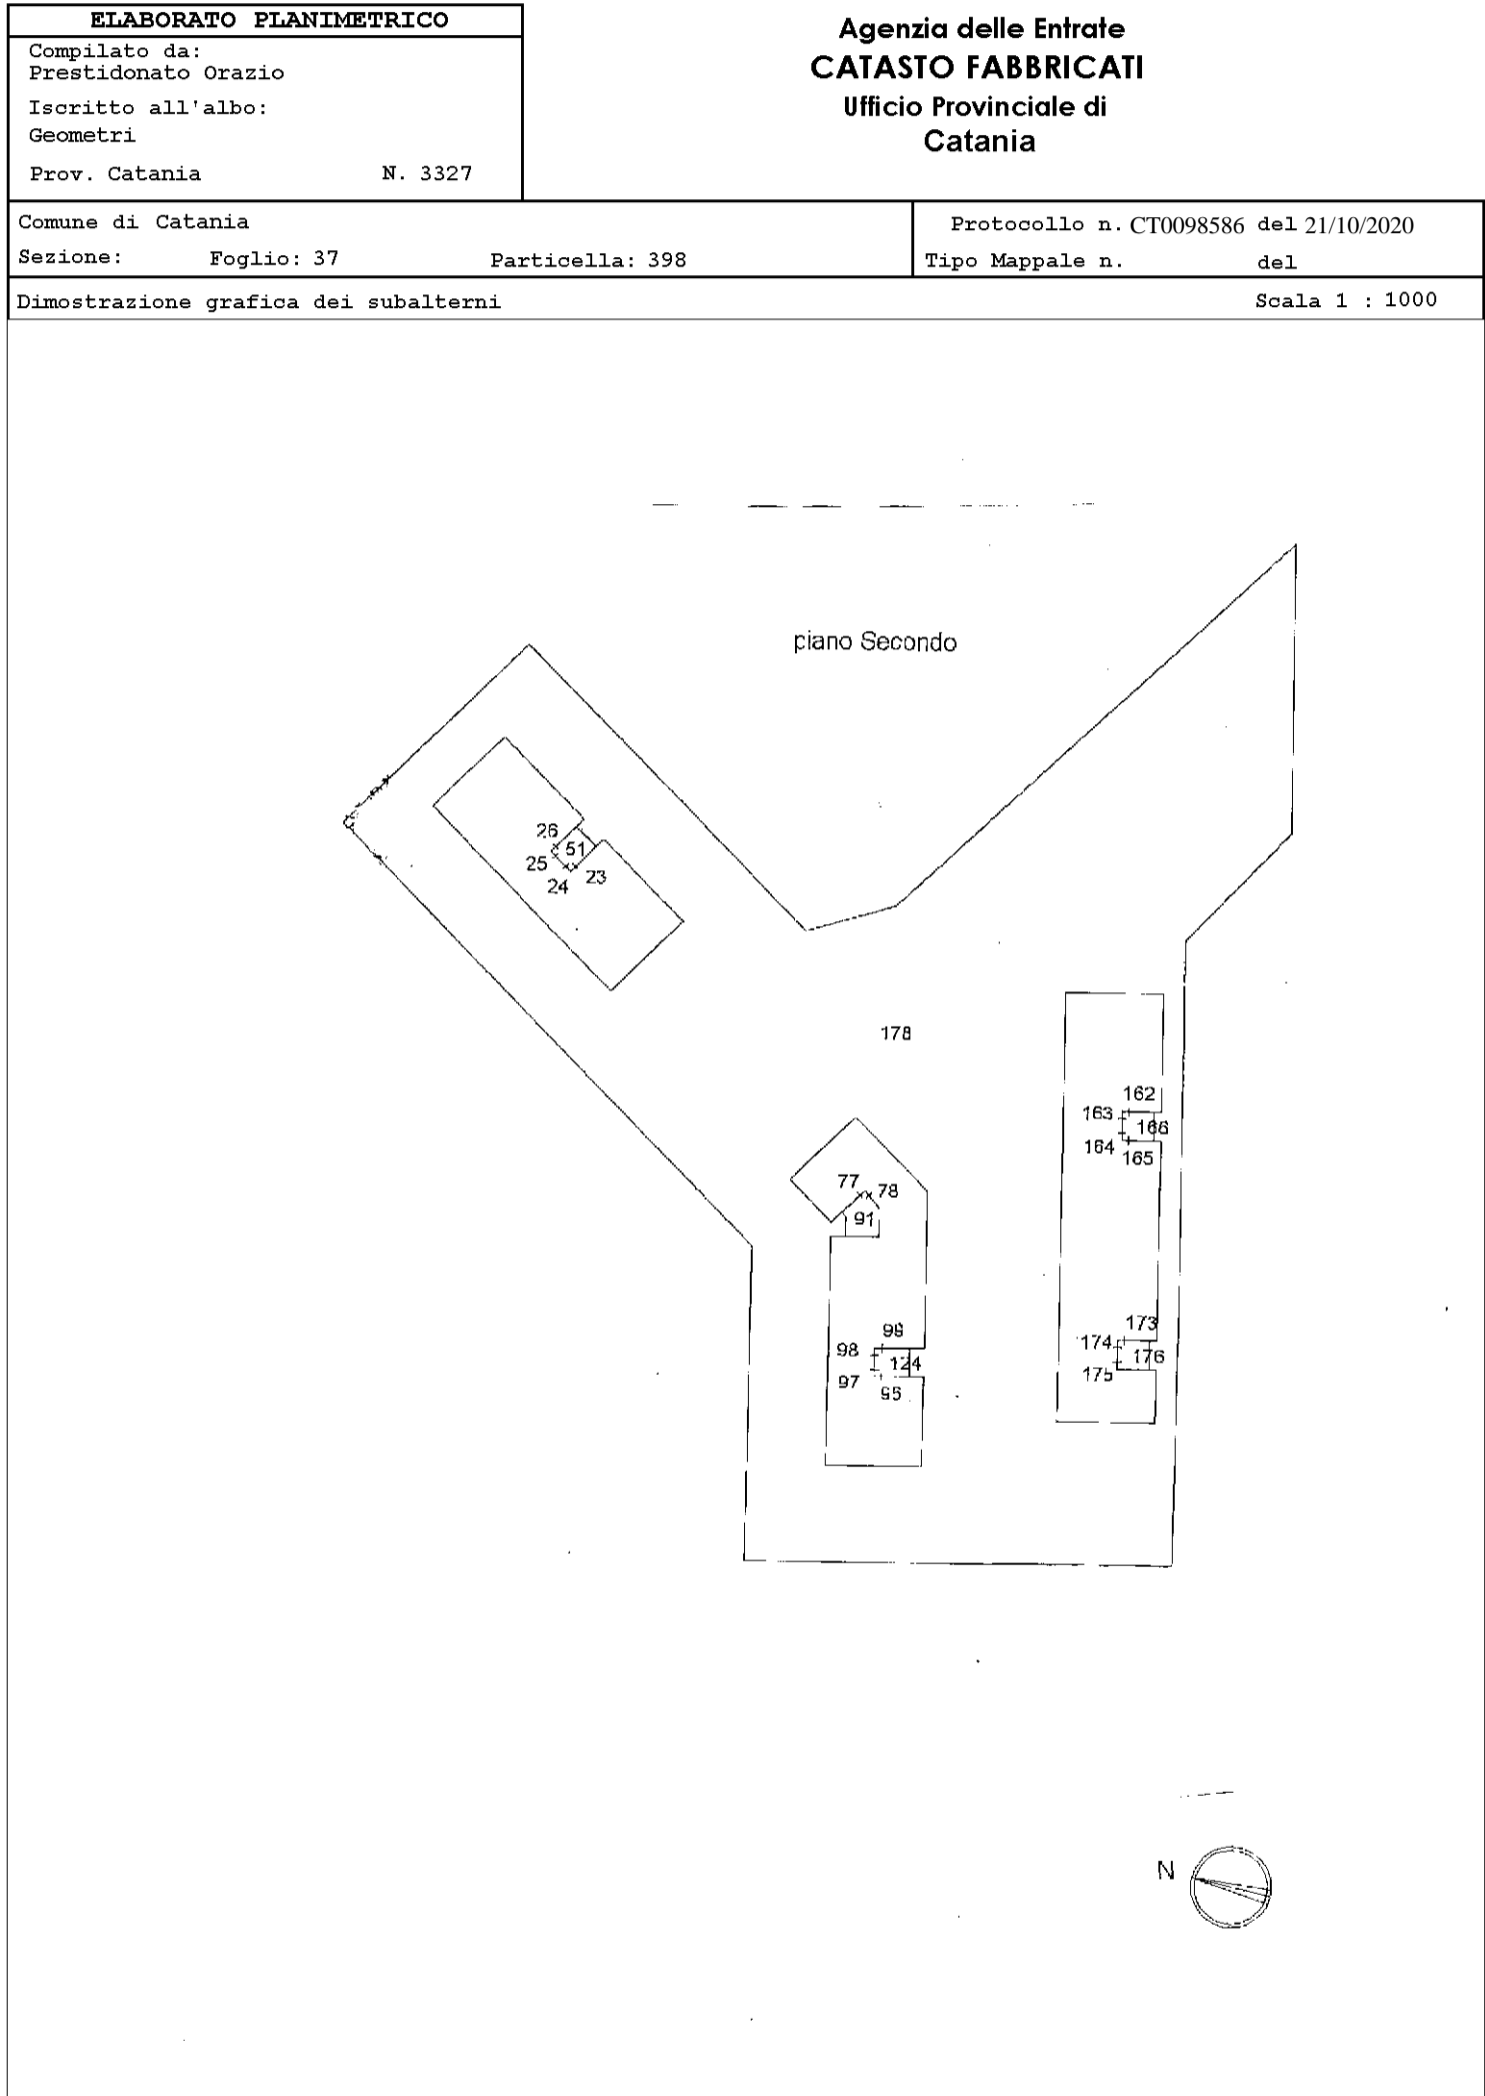 ELABORATO PLANIMETRICO
Compilato da:
Prestidonato Orazio
Iscritto all'albo:
Geometri
Prov. Catania N. 3327
Agenzia delle Entrate
CATASTO FABBRICATI
Ufficio Provinciale di
Catania
Comune di Catania
Sezione: Foglio: 37 Particella: 398
Protocollo n. CT0098586 del 21/10/2020
Tipo Mappale n. del
Dimostrazione grafica dei subalterni
Scala 1 : 1000
piano Secondo
26
51
25
23
24
178
162
163
166
164
165
77 78
91
173
99
174
98
176
124
175
97
N